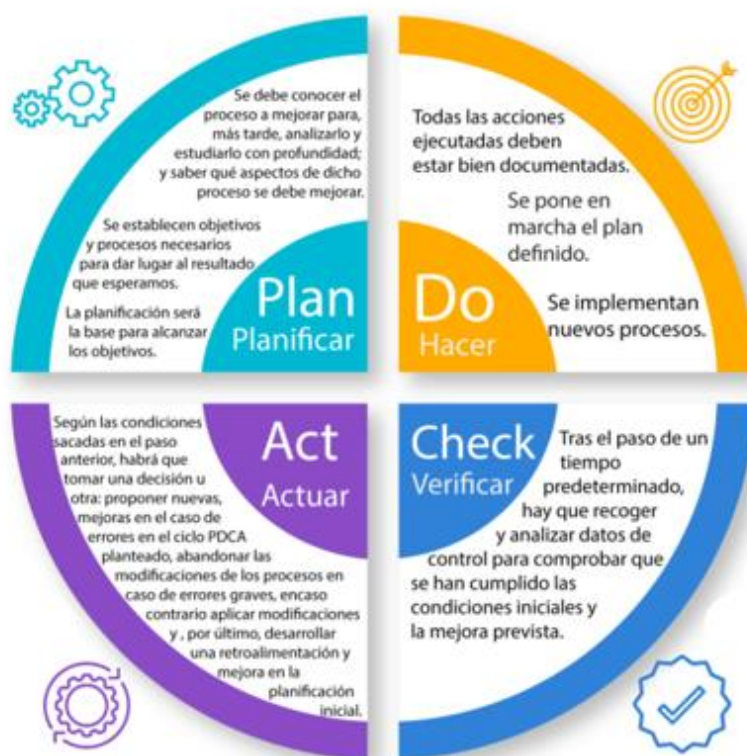 Se debe conocer el
proceso a mejorar para,
más tarde, analizarlo y
estudiarlo con profundidad;
y saber qué aspectos de dicho
proceso se debe mejorar.
Se establecen objetivos
y procesos necesarios
para dar lugar al resultado
que esperamos.
La planificación será
la base para alcanzar
los objetivos.
Plan
Planificar
Todas las acciones
ejecutadas deben
estar bien documentadas.
Se pone en
marcha el plan
definido.
Se implementan
nuevos procesos.
Do
Hacer
Según las condiciones
sacadas en el paso
anterior, habrá que
tomar una decisión u
otra: proponer nuevas,
mejoras en el caso de
errores en el ciclo PDCA
planteado, abandonar las
modificaciones de los procesos en
caso de errores graves, encaso
contrario aplicar modificaciones
y , por último, desarrollar
una retroalimentación y
mejora en la
planificación
inicial.
Act
Actuar
Check
Verificar
Tras el paso de un
tiempo
predeterminado,
hay que recoger
y analizar datos de
control para comprobar que
se han cumplido las
condiciones iniciales y
la mejora prevista.